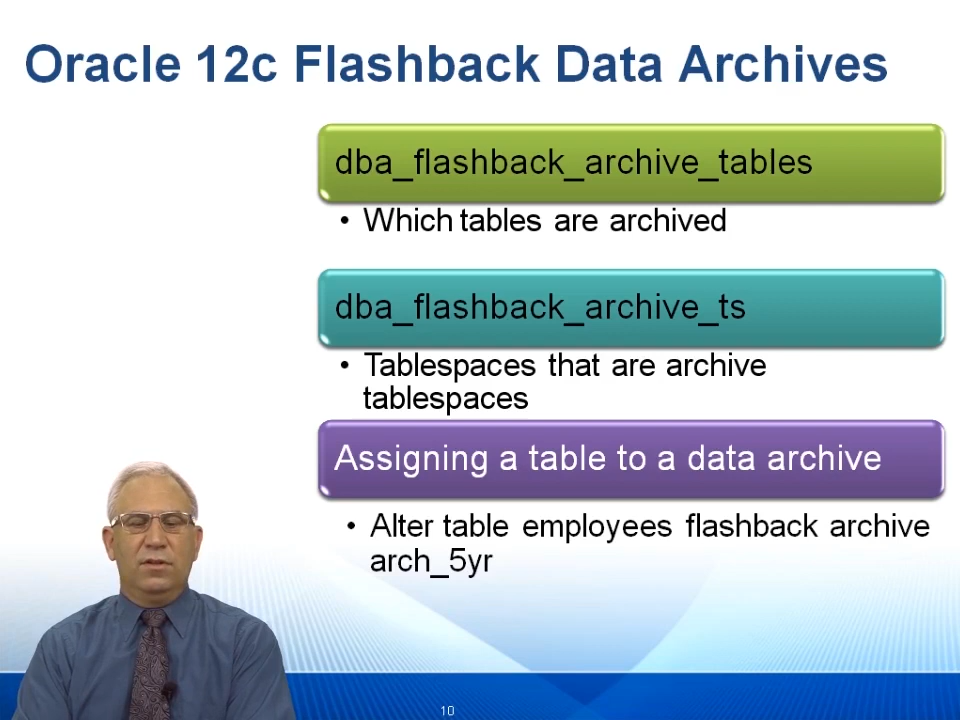 Oracle 12c Flashback Data Archives
dba_flashback_archive_tables
• Which tables are archived
dba_flashback_archive_ts
• Tablespaces that are archive
tablespaces
Assigning a table to a data archive
• Alter table employees flashback archive
arch_5yr
10